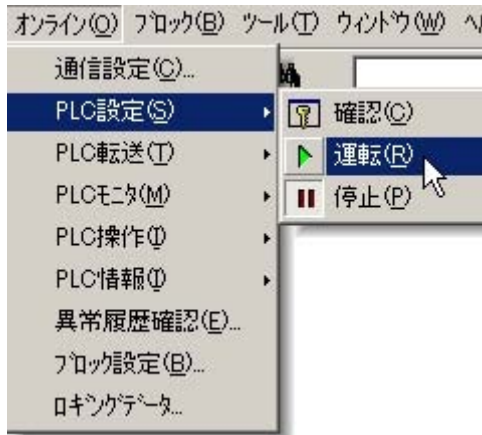 オンライン(O) ブロック(B) ツール(T) ウィンドウ(W) ヘ
通信設定(C)...
PLC設定(S)
PLC転送(T)
PLCモニタ(M)
PLC操作(I)
PLC情報(I)
異常履歴確認(E)...
ブロック設定(B)...
ロギングデータ...
確認(C)
運転(R)
停止(P)